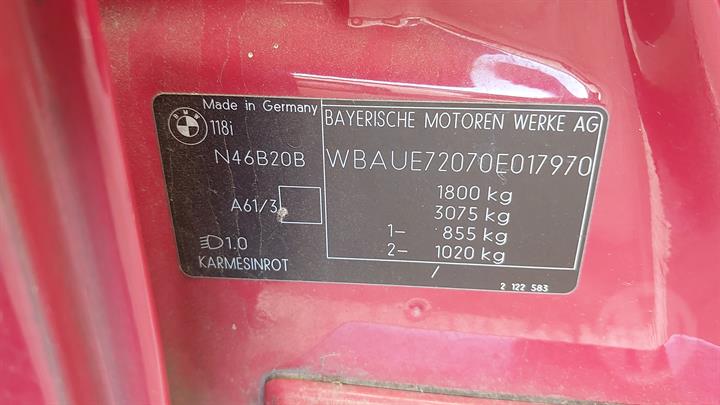 Made in Germany
BMW
118i
BAYERISCHE MOTOREN WERKE AG
N46B20B
WBAUE72070E017970
A61/3
1800 kg
3075 kg
1– 855 kg
2– 1020 kg
1.0
KARMESINROT
/
2 122 583